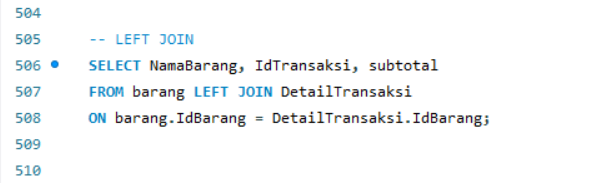 504
505 -- LEFT JOIN
506 SELECT NamaBarang, IdTransaksi, subtotal
507 FROM barang LEFT JOIN DetailTransaksi
508 ON barang.IdBarang = DetailTransaksi.IdBarang;
509
510